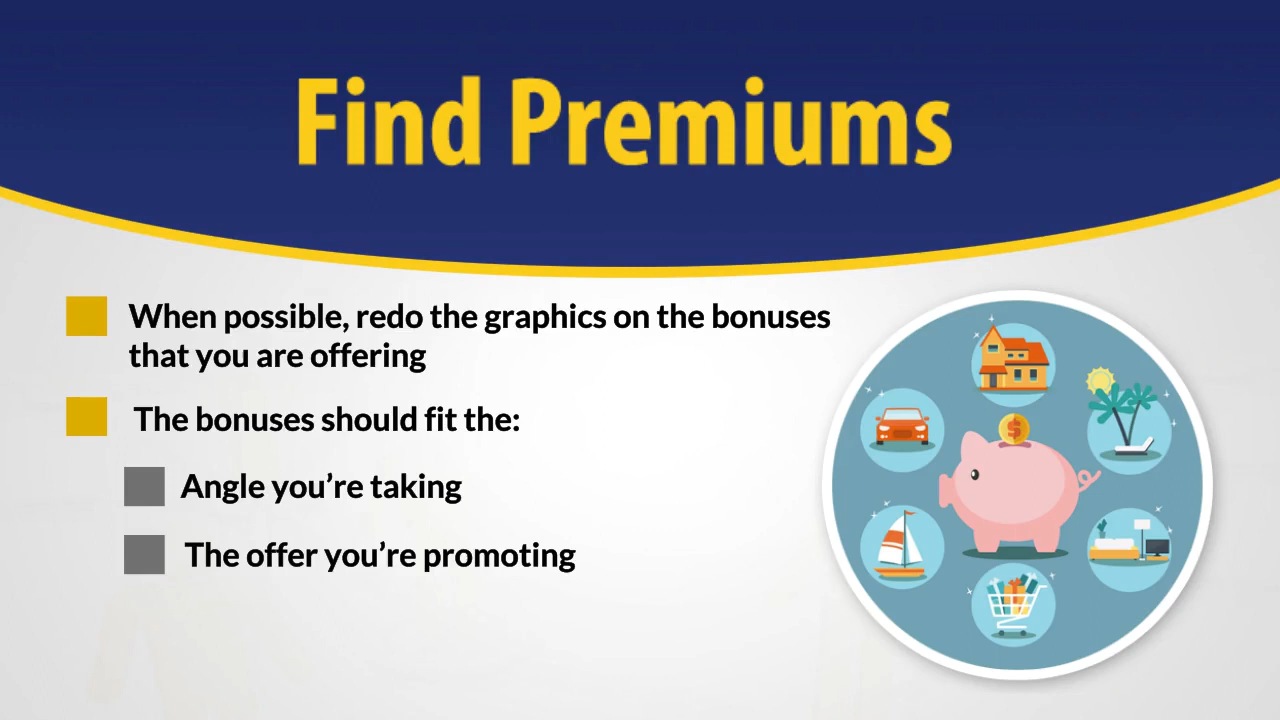 Find Premiums
When possible, redo the graphics on the bonuses
that you are offering
The bonuses should fit the:
Angle you’re taking
The offer you’re promoting
$